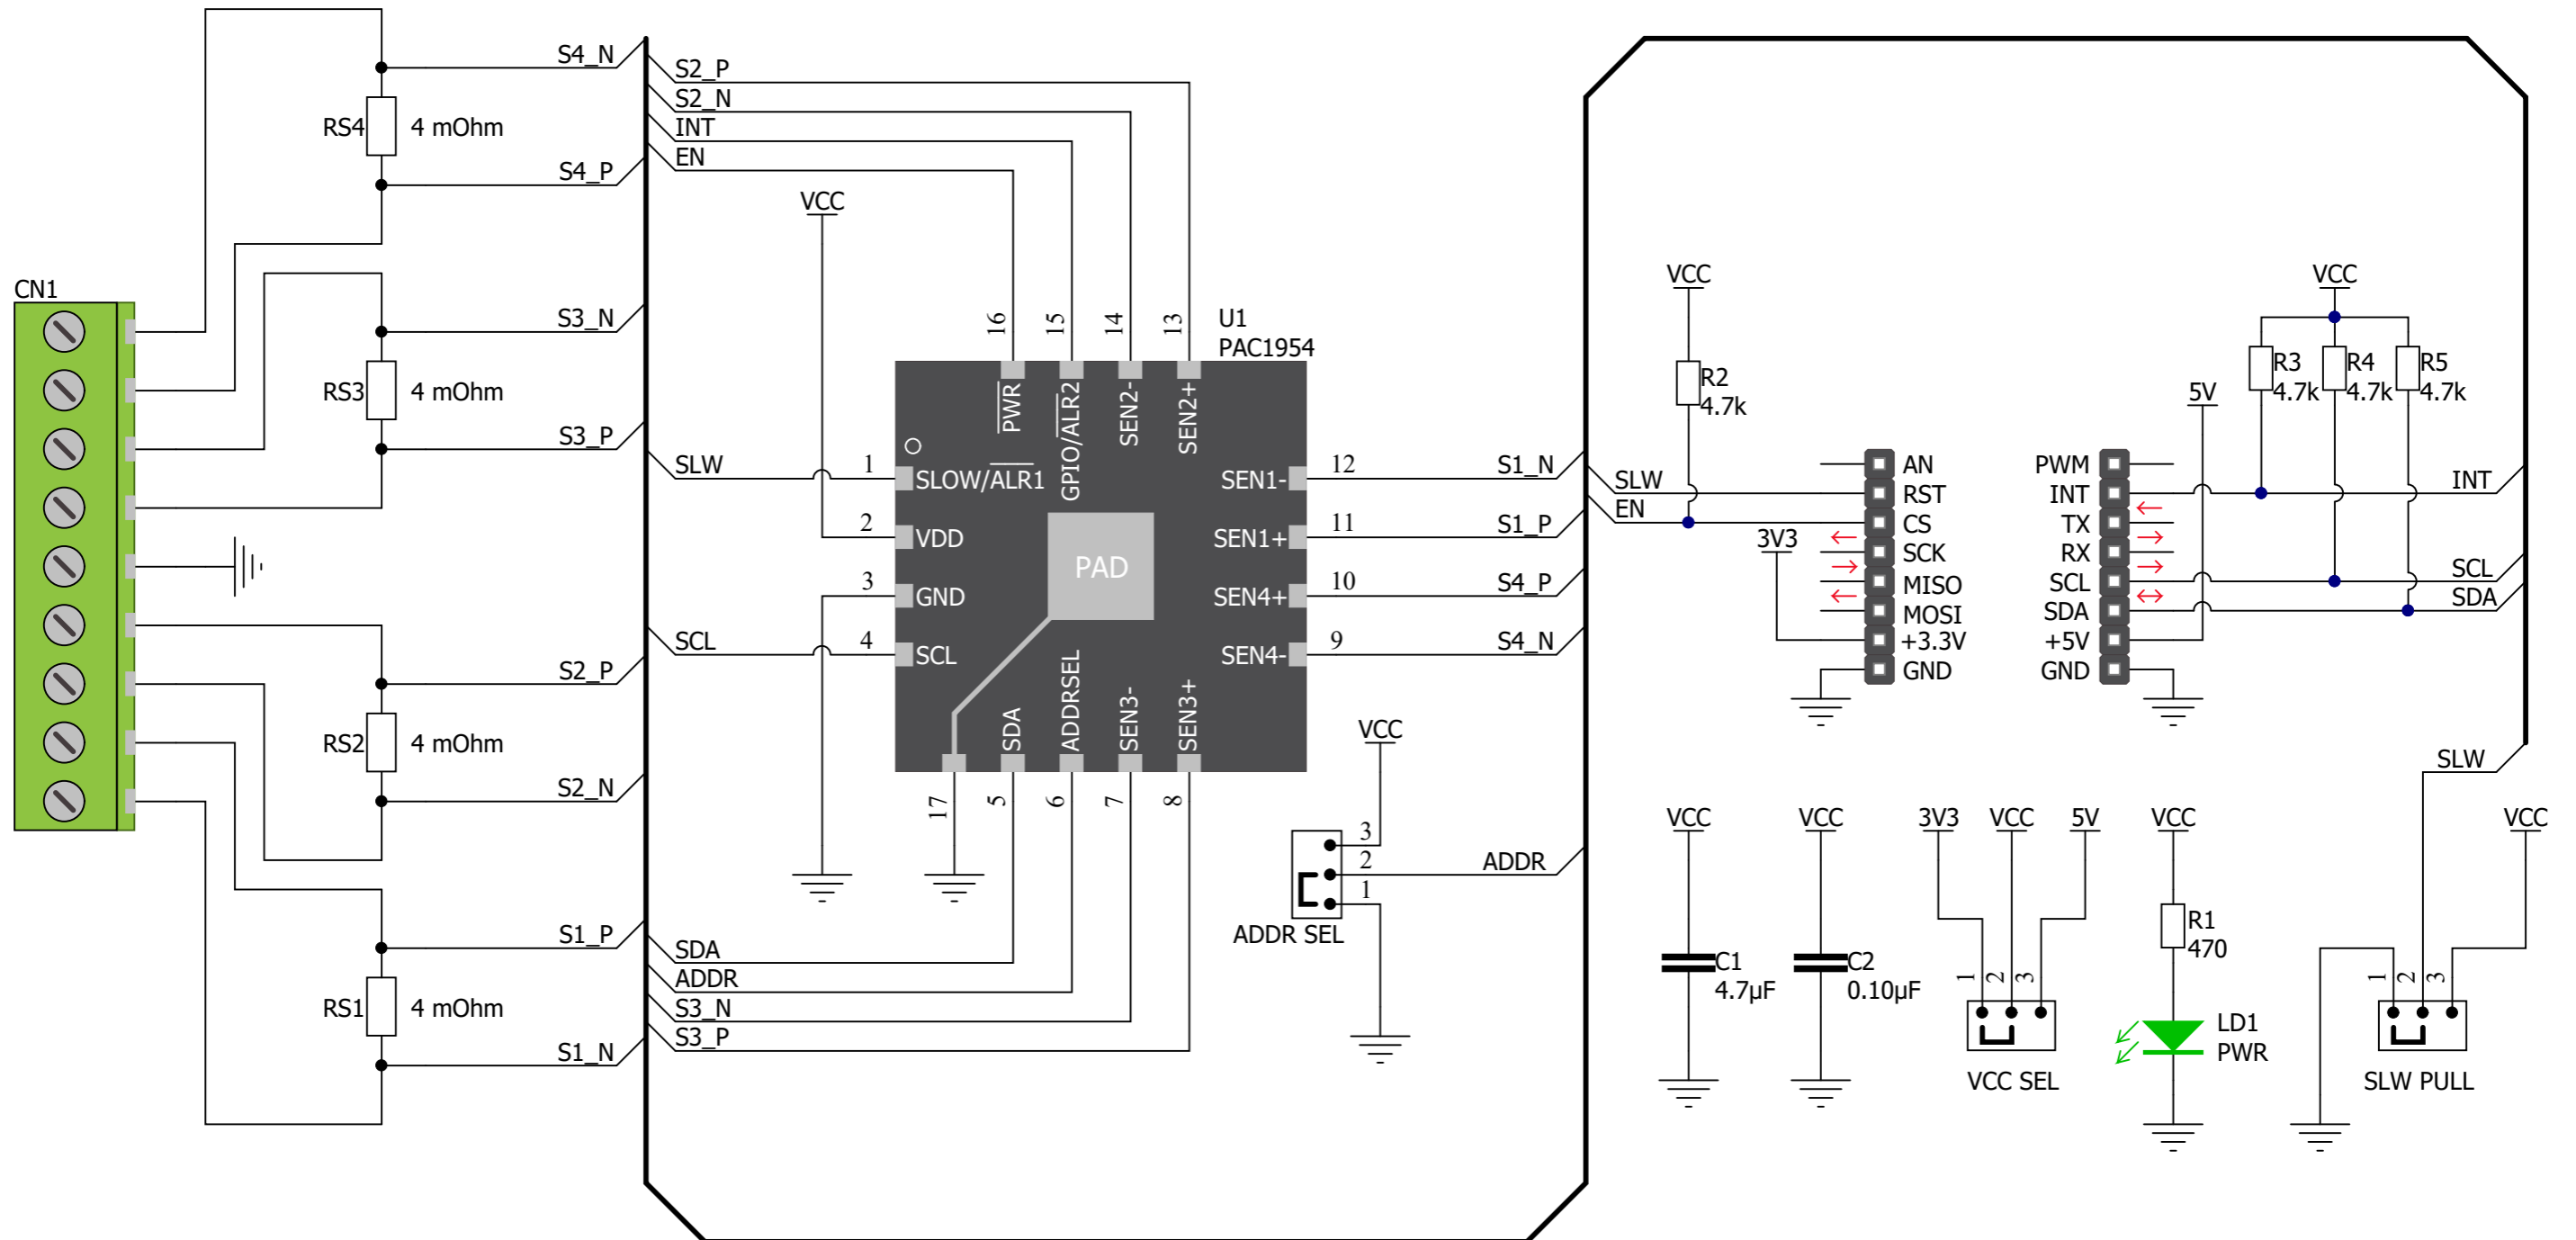 CN1
S4_N
RS4
4 mOhm
S4_P
S3_N
RS3
4 mOhm
S3_P
S2_P
RS2
4 mOhm
S2_N
S1_P
RS1
4 mOhm
S1_N
S2_P
S2_N
INT
EN
VCC
SLW
SCL
SDA
ADDR
S3_N
S3_P
U1
PAC1954
16
15
14
13
PWR
GPIO/ALR2
SEN2-
SEN2+
1
SLOW/ALR1
2
VDD
3
GND
4
SCL
PAD
SEN1-
12
S1_N
SEN1+
11
S1_P
SEN4+
10
S4_P
SEN4-
9
S4_N
SDA
ADDRSEL
SEN3-
SEN3+
17
5
6
7
8
VCC
3
2
1
ADDR
ADDR SEL
VCC
R2
4.7k
SLW
EN
3V3
AN
RST
CS
SCK
MISO
MOSI
+3.3V
GND
PWM
INT
TX
RX
SCL
SDA
+5V
GND
5V
VCC
R3
4.7k
R4
4.7k
R5
4.7k
INT
SCL
SDA
SLW
VCC
C1
4.7µF
VCC
C2
0.10µF
3V3
VCC
5V
1
2
3
VCC SEL
VCC
R1
470
LD1
PWR
VCC
1
2
3
SLW PULL